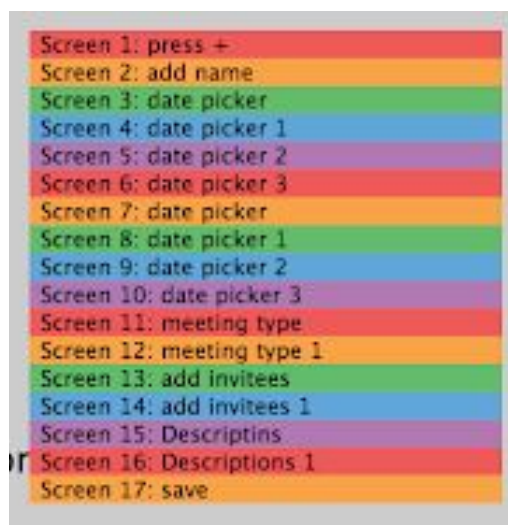 Screen 1: press +
Screen 2: add name
Screen 3: date picker
Screen 4: date picker 1
Screen 5: date picker 2
Screen 6: date picker 3
Screen 7: date picker
Screen 8: date picker 1
Screen 9: date picker 2
Screen 10: date picker 3
Screen 11: meeting type
Screen 12: meeting type 1
Screen 13: add invitees
Screen 14: add invitees 1
Screen 15: Descriptins
Screen 16: Descriptions 1
Screen 17: save